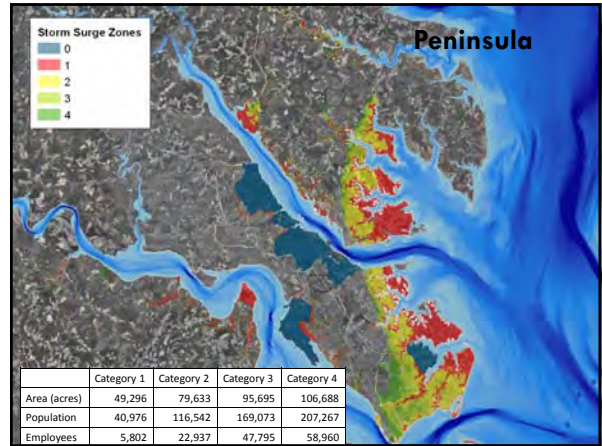 Peninsula
Storm Surge Zones
0
1
2
3
4
Category 1 Category 2 Category 3 Category 4
Area (acres) 49,296 79,633 95,695 106,688
Population 40,976 116,542 169,073 207,267
Employees 5,802 22,937 47,795 58,960